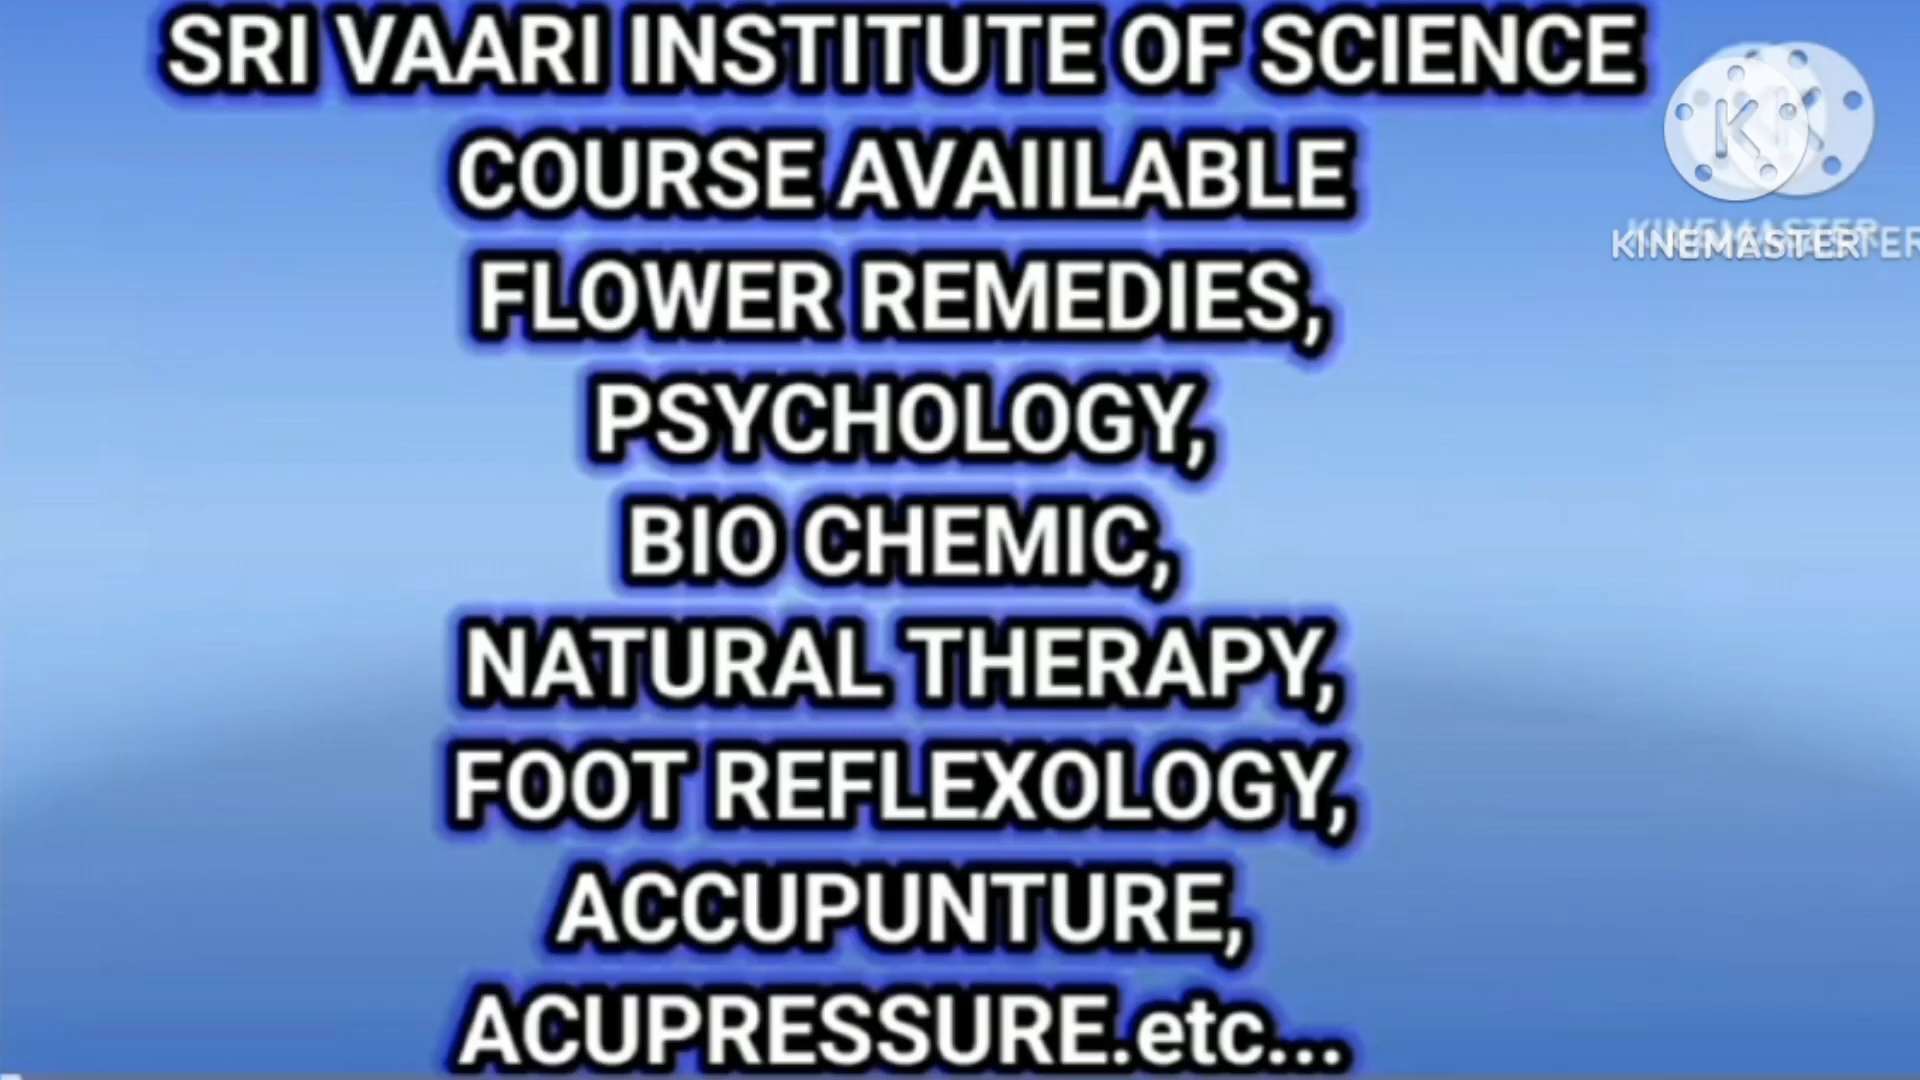 SRI VAARI INSTITUTE OF SCIENCE
COURSE AVAIILABLE
FLOWER REMEDIES,
PSYCHOLOGY,
BIO CHEMIC,
NATURAL THERAPY,
FOOT REFLEXOLOGY,
ACCUPUNTURE,
ACUPRESSURE.etc...
K
KINEMASTER